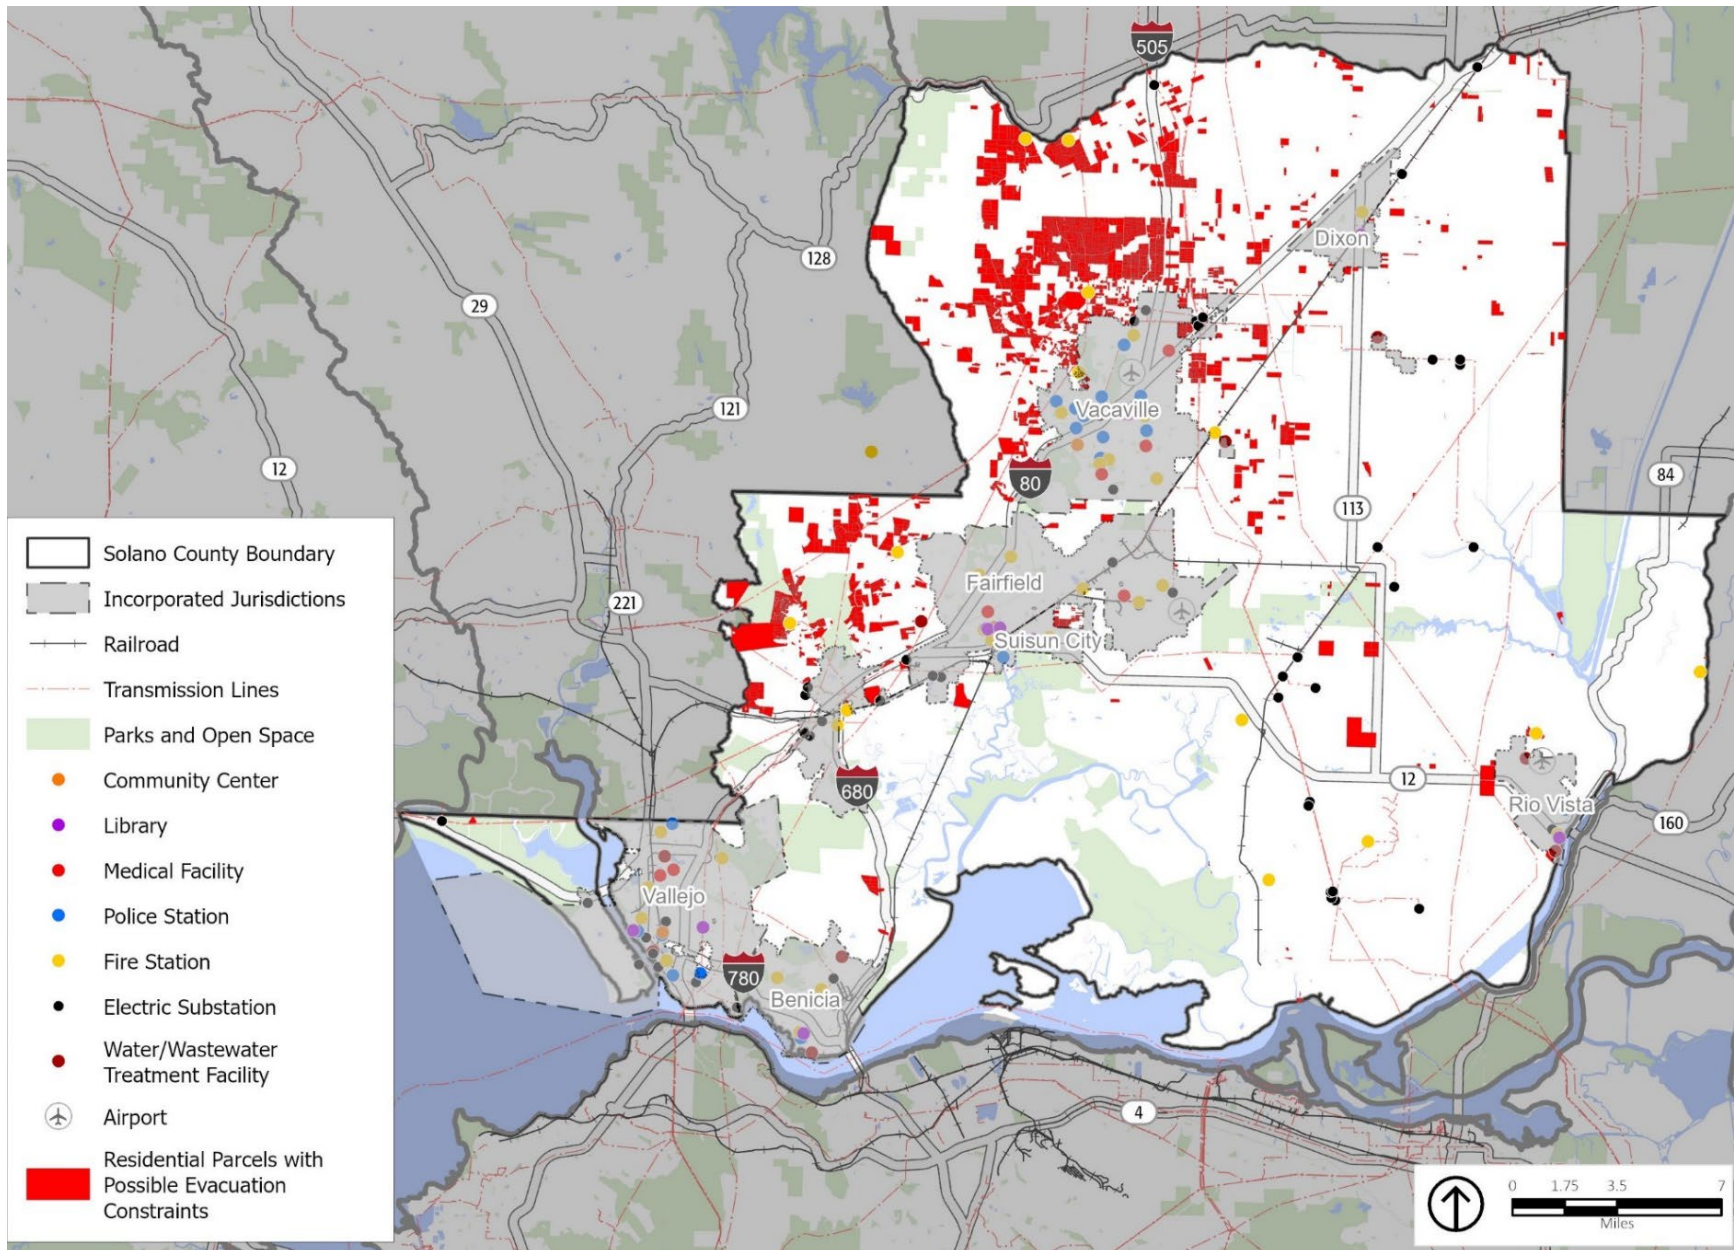 505
128
29
121
12
221
80
84
113
12
680
160
780
4
Dixon
Vacaville
Fairfield
Suisun City
Rio Vista
Vallejo
Benicia
Solano County Boundary
Incorporated Jurisdictions
Railroad
Transmission Lines
Parks and Open Space
Community Center
Library
Medical Facility
Police Station
Fire Station
Electric Substation
Water/Wastewater
Treatment Facility
Airport
Residential Parcels with
Possible Evacuation
Constraints
0 1.75 3.5 7
Miles